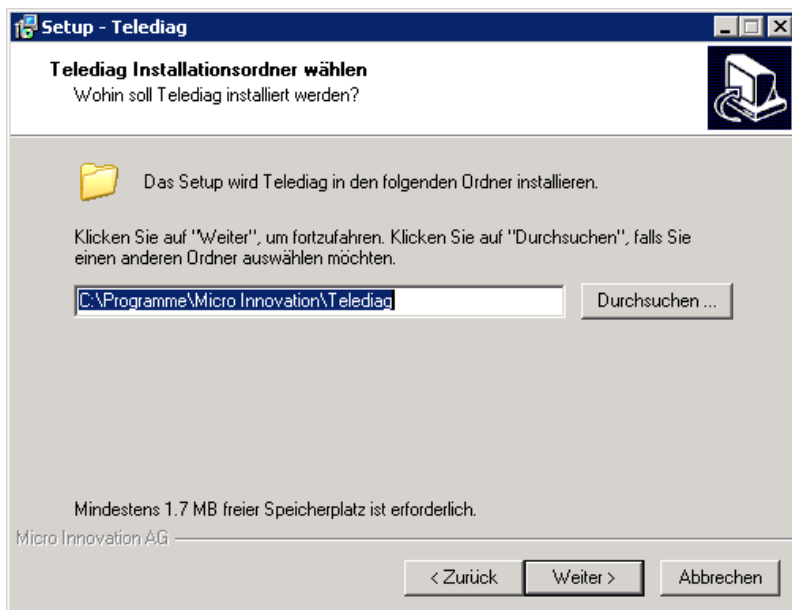 Setup - Telediag
Telediag Installationsordner wählen
Wohin soll Telediag installiert werden?
Das Setup wird Telediag in den folgenden Ordner installieren.
Klicken Sie auf "Weiter", um fortzufahren. Klicken Sie auf "Durchsuchen", falls Sie
einen anderen Ordner auswählen möchten.
C:\Programme\Micro Innovation\Telediag
Durchsuchen ...
Mindestens 1.7 MB freier Speicherplatz ist erforderlich.
Micro Innovation AG
< Zurück
Weiter >
Abbrechen